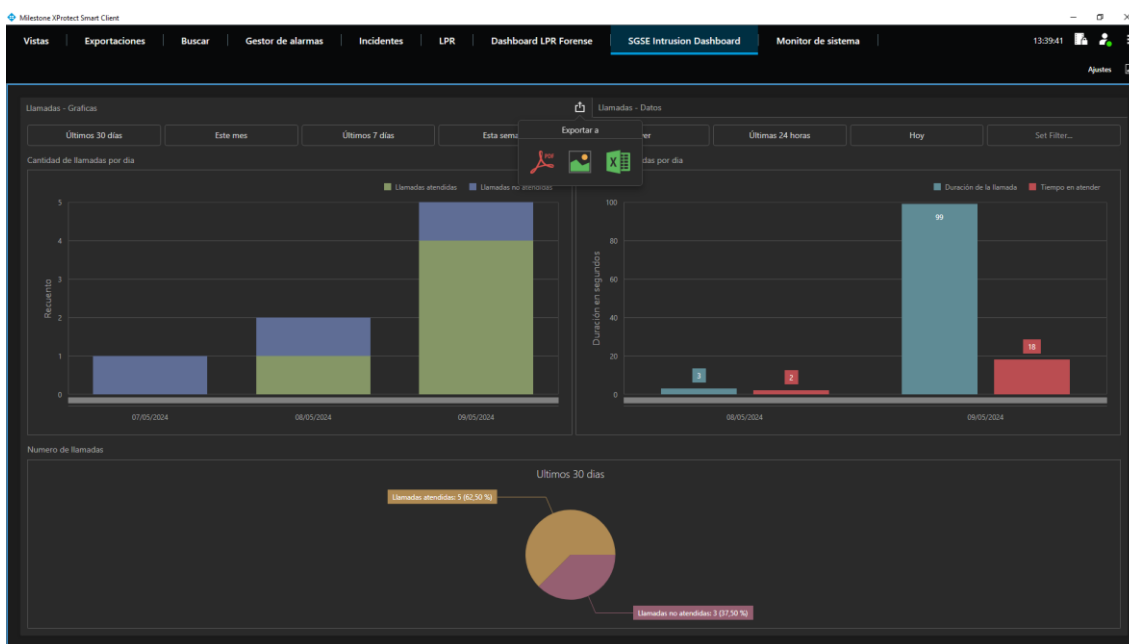 Milestone XProtect Smart Client
Vistas Exportaciones Buscar Gestor de alarmas Incidentes LPR Dashboard LPR Forense SGSE Intrusion Dashboard Monitor de sistema 13:39:41
Ajustes
Llamadas - Graficas Llamadas - Datos
Exportar a
PDF
Últimos 30 días Este mes Últimos 7 días Esta Últimas 24 horas Hoy Set Filter...
Cantidad de llamadas por dia por dia
Llamadas atendidas Llamadas no atendidas
Recuento
5
4
3
2
1
0
07/05/2024 08/05/2024 09/05/2024
Duración de la llamada Tiempo en atender
Duración en segundos
100
80
60
40
20
0
3 2 99 18
08/05/2024 09/05/2024
Numero de llamadas
Ultimos 30 dias
Llamadas atendidas: 5 (62,50 %)
Llamadas no atendidas: 3 (37,50 %)